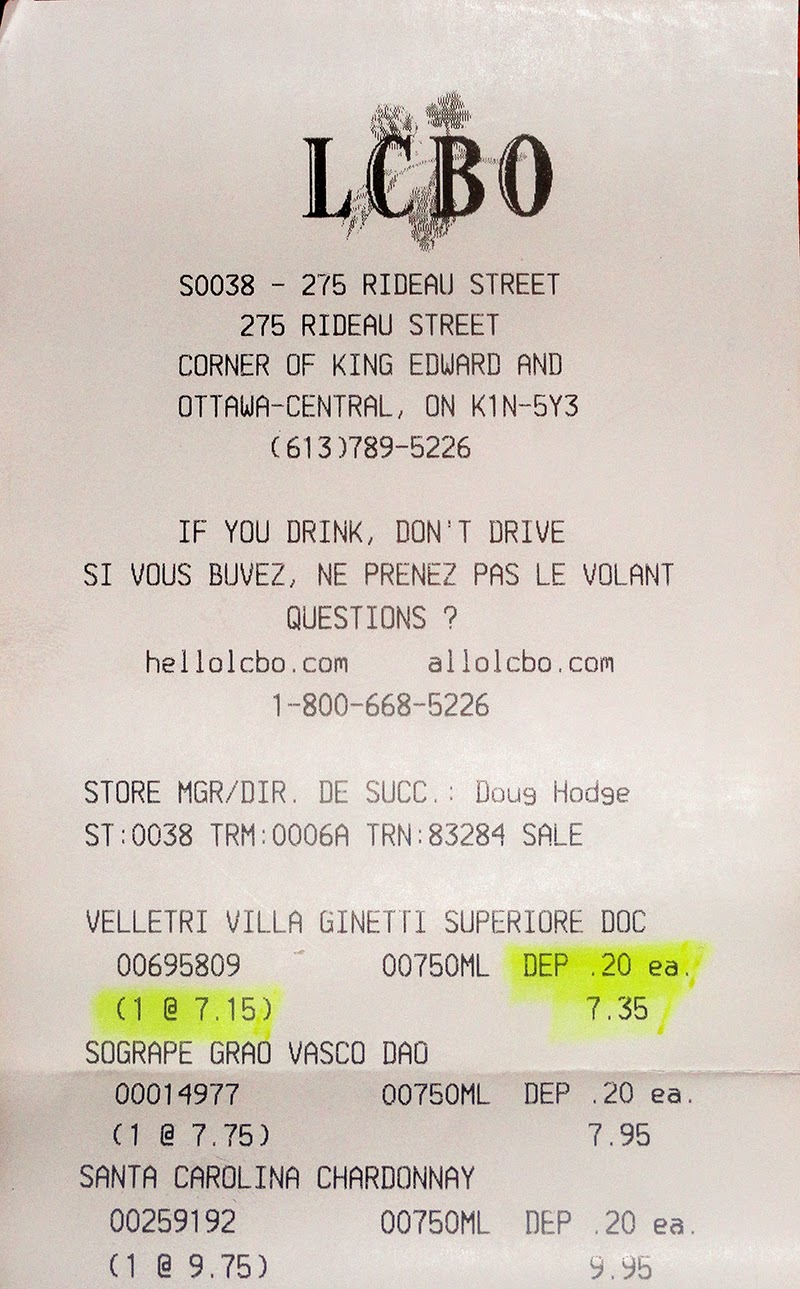 LCBO
S0038 - 275 RIDEAU STREET
275 RIDEAU STREET
CORNER OF KING EDWARD AND
OTTAWA-CENTRAL, ON K1N-5Y3
(613)789-5226
IF YOU DRINK, DON'T DRIVE
SI VOUS BUVEZ, NE PRENEZ PAS LE VOLANT
QUESTIONS ?
hellolcbo.com allolcbo.com
1-800-668-5226
STORE MGR/DIR. DE SUCC.: Doug Hodge
ST:0038 TRM:0006A TRN:83284 SALE
VELLETRI VILLA GINETTI SUPERIORE DOC
00695809 00750ML DEP .20 ea.
(1 @ 7.15) 7.35
SOGRAPE GRAO VASCO DAO
00014977 00750ML DEP .20 ea.
(1 @ 7.75) 7.95
SANTA CAROLINA CHARDONNAY
00259192 00750ML DEP .20 ea.
(1 @ 9.75) 9.95